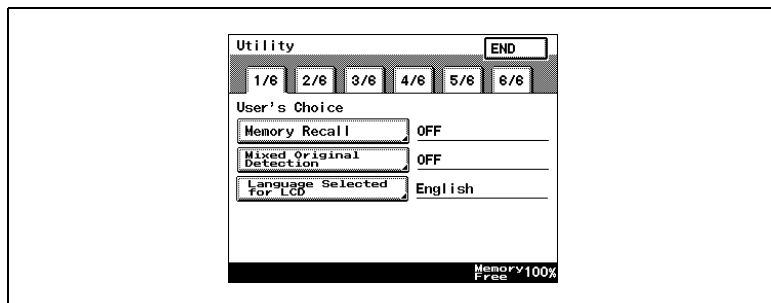 Utility
END
1/6 2/6 3/6 4/6 5/6 6/6
User's Choice
Memory Recall OFF
Mixed Original
Detection OFF
Language Selected
for LCD English
Memory
Free 100%